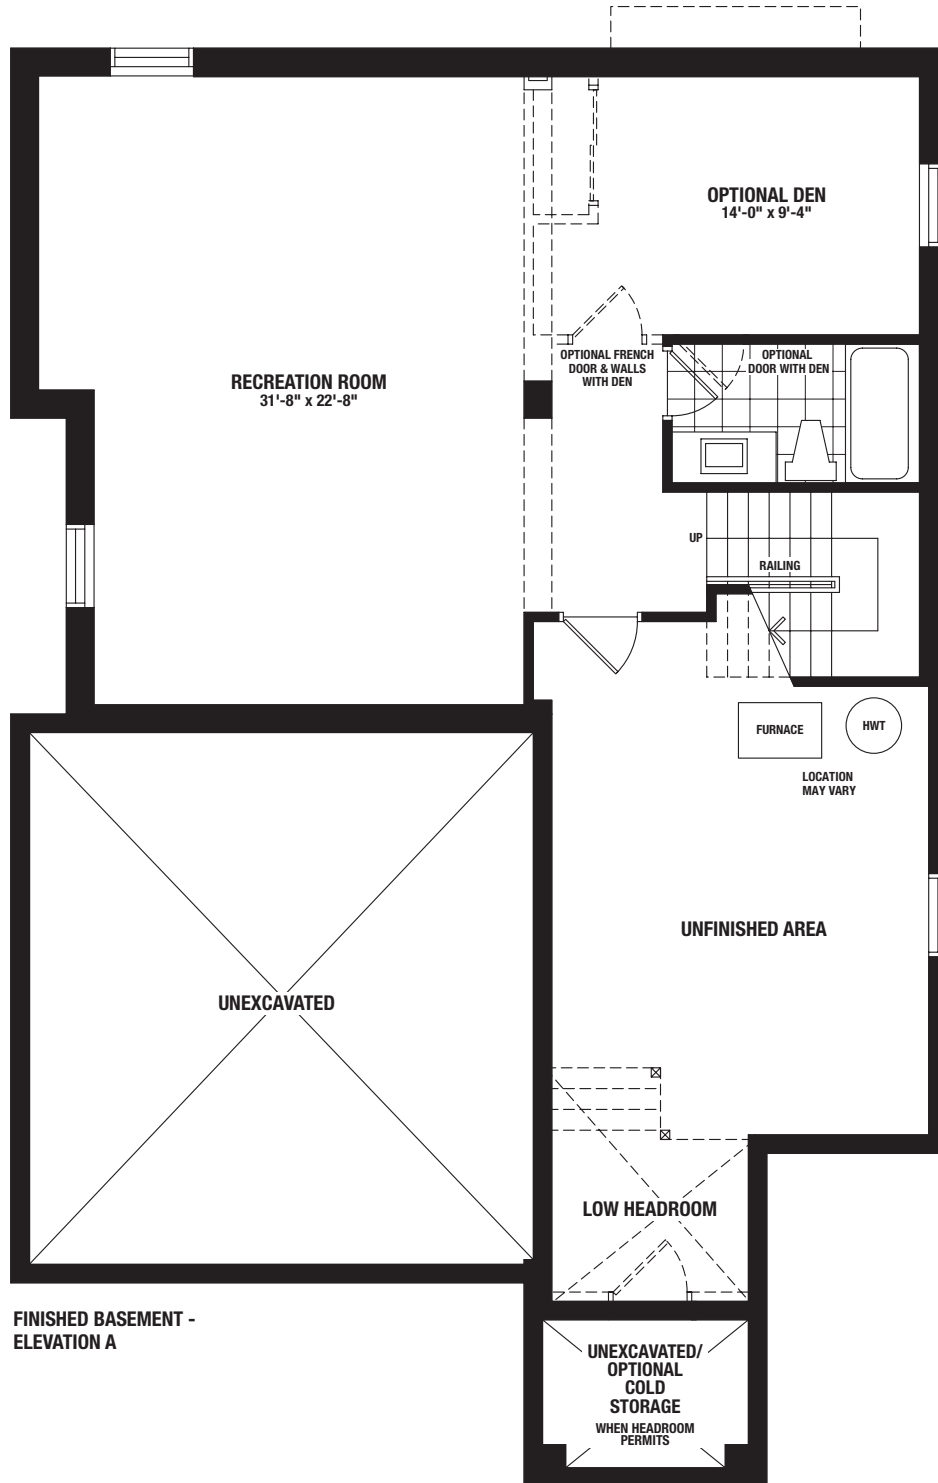 OPTIONAL DEN
14'-0" x 9'-4"
OPTIONAL FRENCH
DOOR & WALLS
WITH DEN
OPTIONAL
DOOR WITH DEN
RECREATION ROOM
31'-8" x 22'-8"
UP
RAILING
FURNACE
HWT
LOCATION
MAY VARY
UNFINISHED AREA
UNEXCAVATED
LOW HEADROOM
FINISHED BASEMENT -
ELEVATION A
UNEXCAVATED/
OPTIONAL
COLD
STORAGE
WHEN HEADROOM
PERMITS